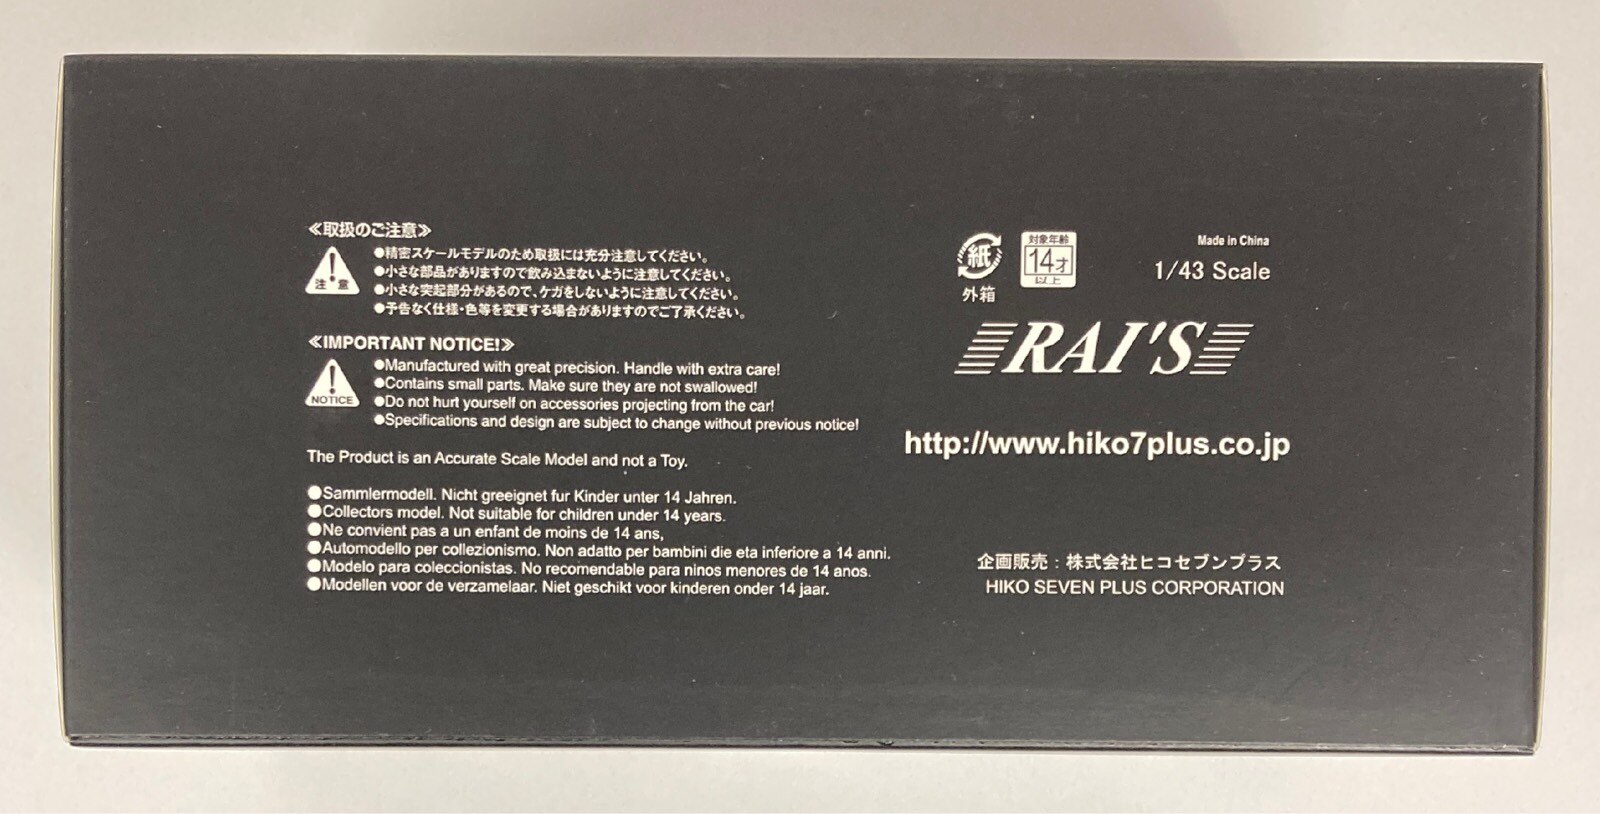 ≪取扱のご注意≫
注・意
●精密スケールモデルのため取扱には充分注意してください。
●小さな部品がありますので飲み込まないように注意してください。
●小さな突起部分があるので、ケガをしないように注意してください。
●予告なく仕様・色等を変更する場合がありますのでご了承ください。
≪IMPORTANT NOTICE!≫
NOTICE
●Manufactured with great precision. Handle with extra care!
●Contains small parts. Make sure they are not swallowed!
●Do not hurt yourself on accessories projecting from the car!
●Specifications and design are subject to change without previous notice!
The Product is an Accurate Scale Model and not a Toy.
●Sammlermodell. Nicht greeignet fur Kinder unter 14 Jahren.
●Collectors model. Not suitable for children under 14 years.
●Ne convient pas a un enfant de moins de 14 ans,
●Automodello per collezionismo. Non adatto per bambini die eta inferiore a 14 anni.
●Modelo para coleccionistas. No recomendable para ninos menores de 14 anos.
●Modellen voor de verzamelaar. Niet geschikt voor kinderen onder 14 jaar.
紙
外箱
対象年齢
14才
以上
Made in China
1/43 Scale
RAI'S
http://www.hiko7plus.co.jp
企画販売：株式会社ヒコセブンプラス
HIKO SEVEN PLUS CORPORATION